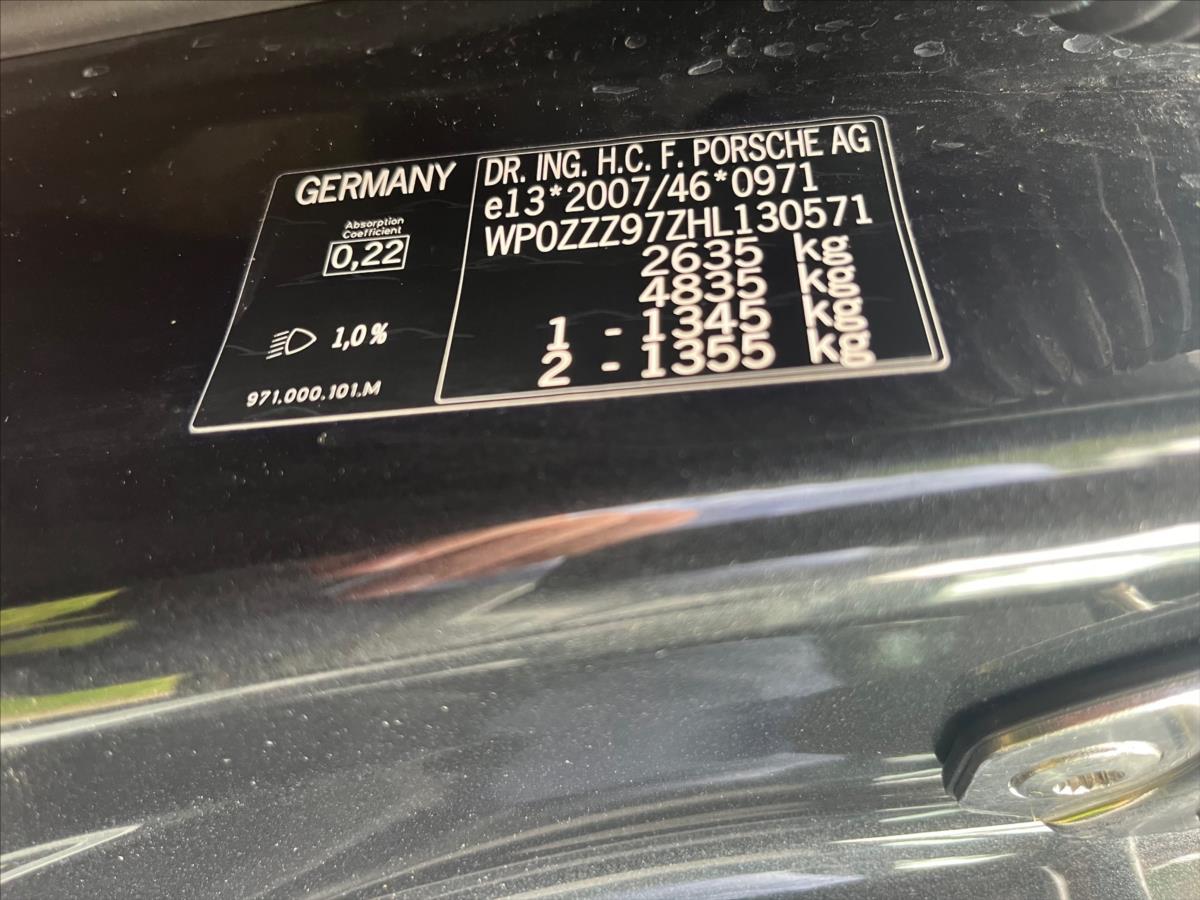 GERMANY
Absorption
Coefficient
0,22
1,0%
971.000.101.M
DR. ING. H.C. F. PORSCHE AG
e13*2007/46*0971
WP0ZZZ97ZHL130571
2635 kg
4835 kg
1 - 1345 kg
2 - 1355 kg